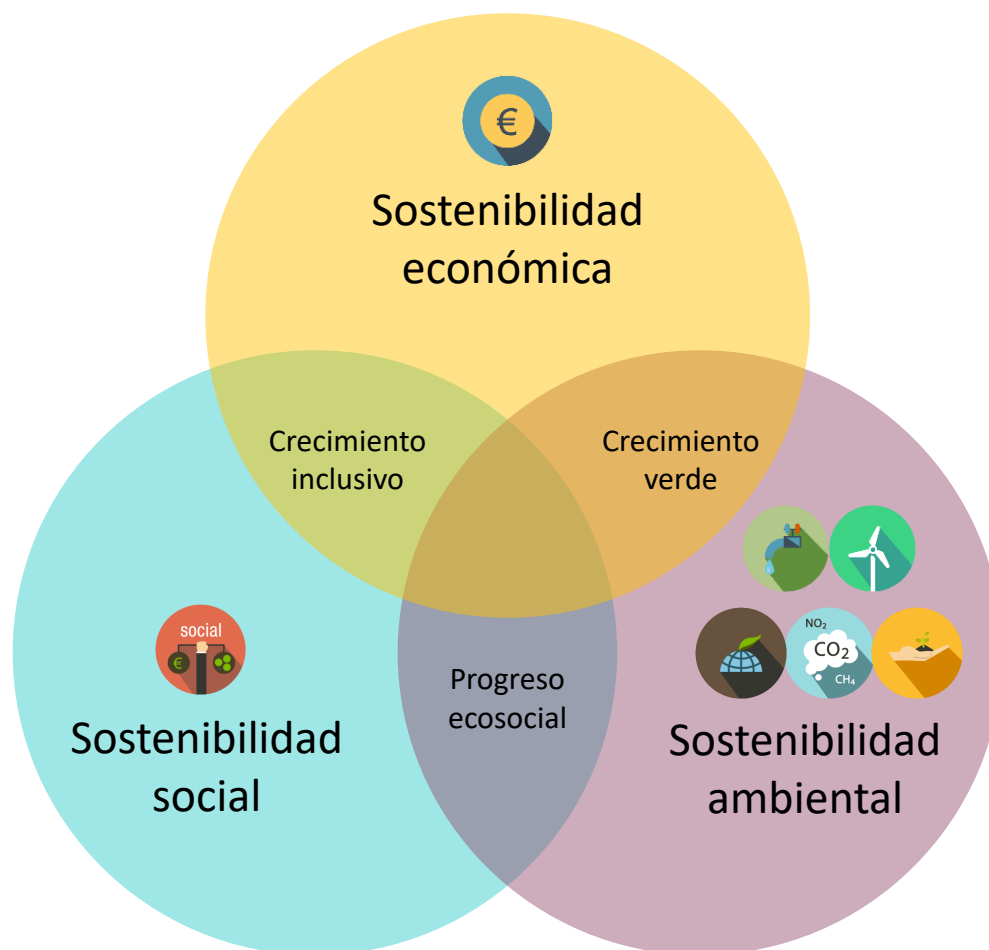 €
Sostenibilidad
económica
Crecimiento
inclusivo
Crecimiento
verde
social
€
NO₂
CO₂
CH₄
Progreso
ecosocial
Sostenibilidad
social
Sostenibilidad
ambiental